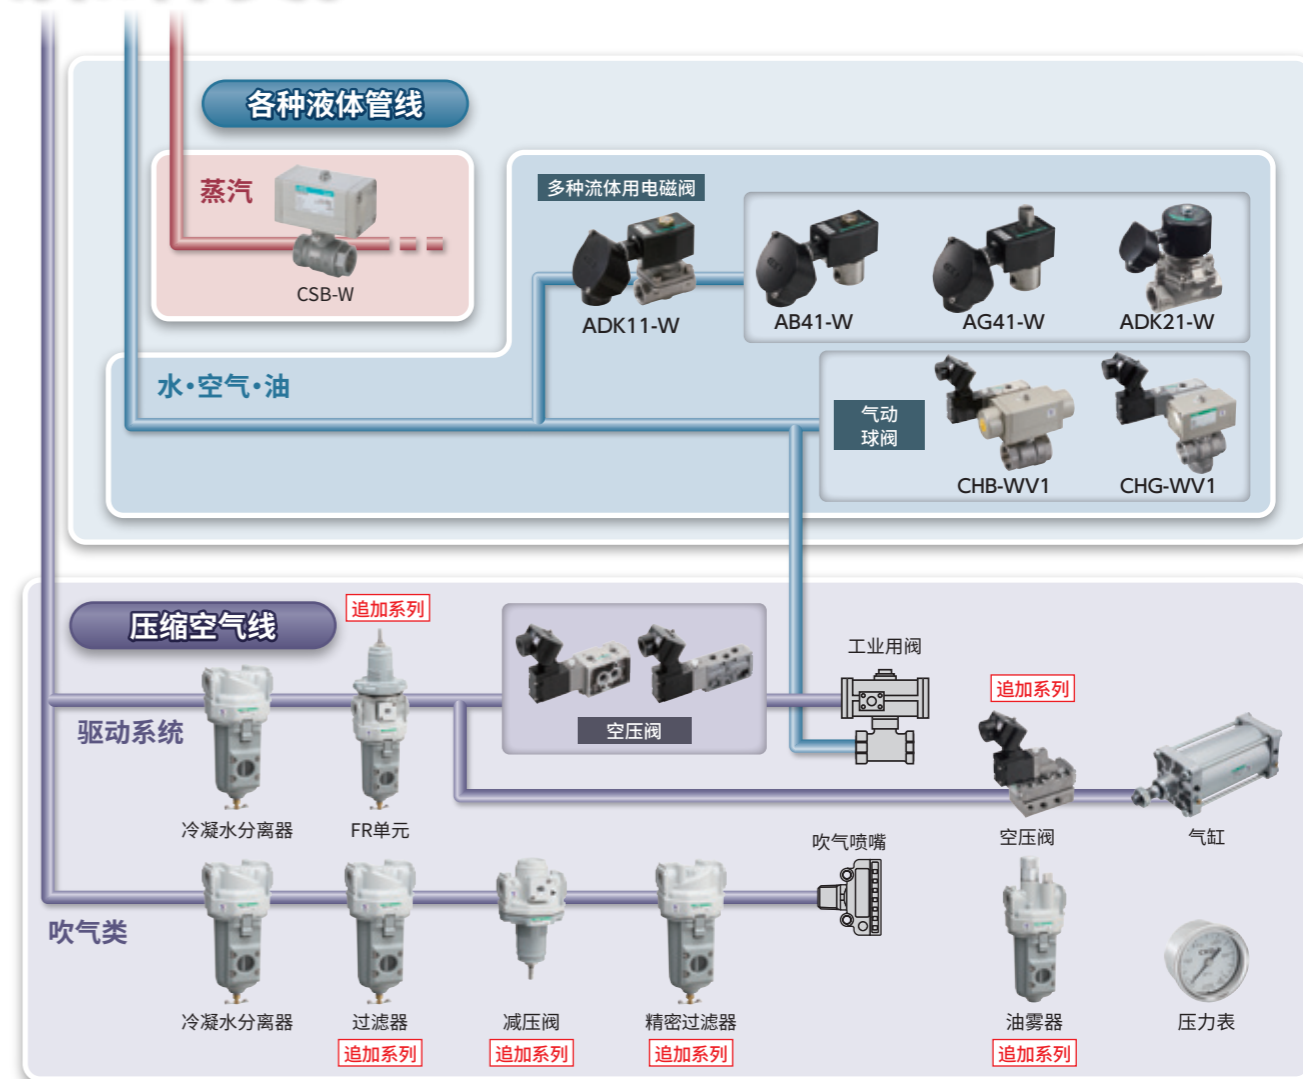 各种液体管线
蒸汽
CSB-W
多种流体用电磁阀
ADK11-W
AB41-W
AG41-W
ADK21-W
水・空气・油
气动
球阀
CHB-WV1
CHG-WV1
压缩空气线
追加系列
驱动系统
冷凝水分离器
FR单元
空压阀
工业用阀
追加系列
空压阀
气缸
吹气类
吹气喷嘴
冷凝水分离器
过滤器
追加系列
减压阀
追加系列
精密过滤器
追加系列
油雾器
追加系列
压力表